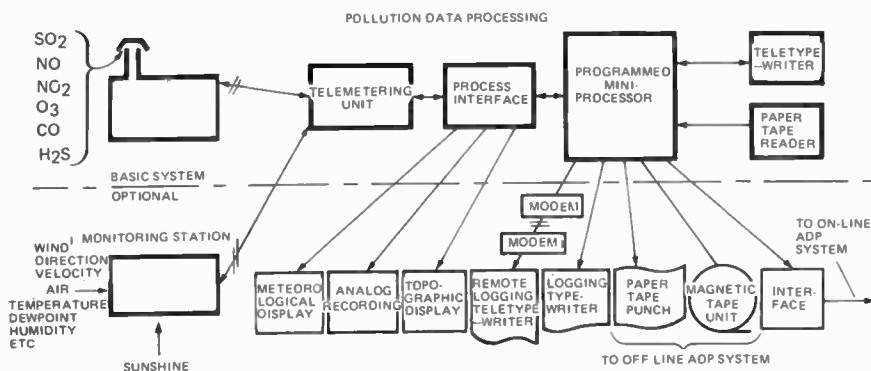 POLLUTION DATA PROCESSING
SO2
NO
NO2
O3
CO
H2S
TELEMETERING
UNIT
PROCESS
INTERFACE
PROGRAMMED
MINI-
PROCESSOR
TELETYPE
-WRITER
PAPER
TAPE
READER
BASIC SYSTEM
OPTIONAL
MONITORING STATION
WIND
DIRECTION
VELOCITY
AIR
TEMPERATURE
DEWPOINT
HUMIDITY
ETC
SUNSHINE
MODEM
MODEM
METEORO
LOGICAL
DISPLAY
ANALOG
RECORDING
TOPO-
GRAPHIC
DISPLAY
REMOTE
LOGGING
TELETYPE
-WRITER
LOGGING
TYPE-
WRITER
PAPER
TAPE
PUNCH
MAGNETIC
TAPE
UNIT
INTER-
FACE
TO ON-LINE
ADP
SYSTEM
TO OFF LINE ADP SYSTEM